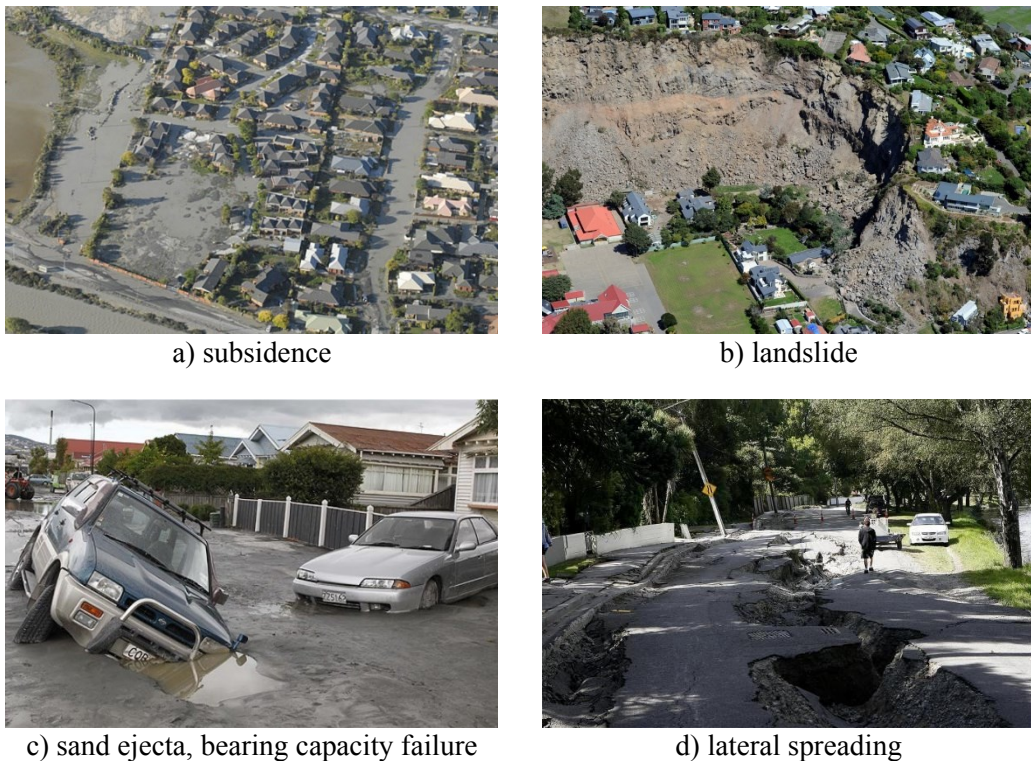 a) subsidence
b) landslide
c) sand ejecta, bearing capacity failure
d) lateral spreading